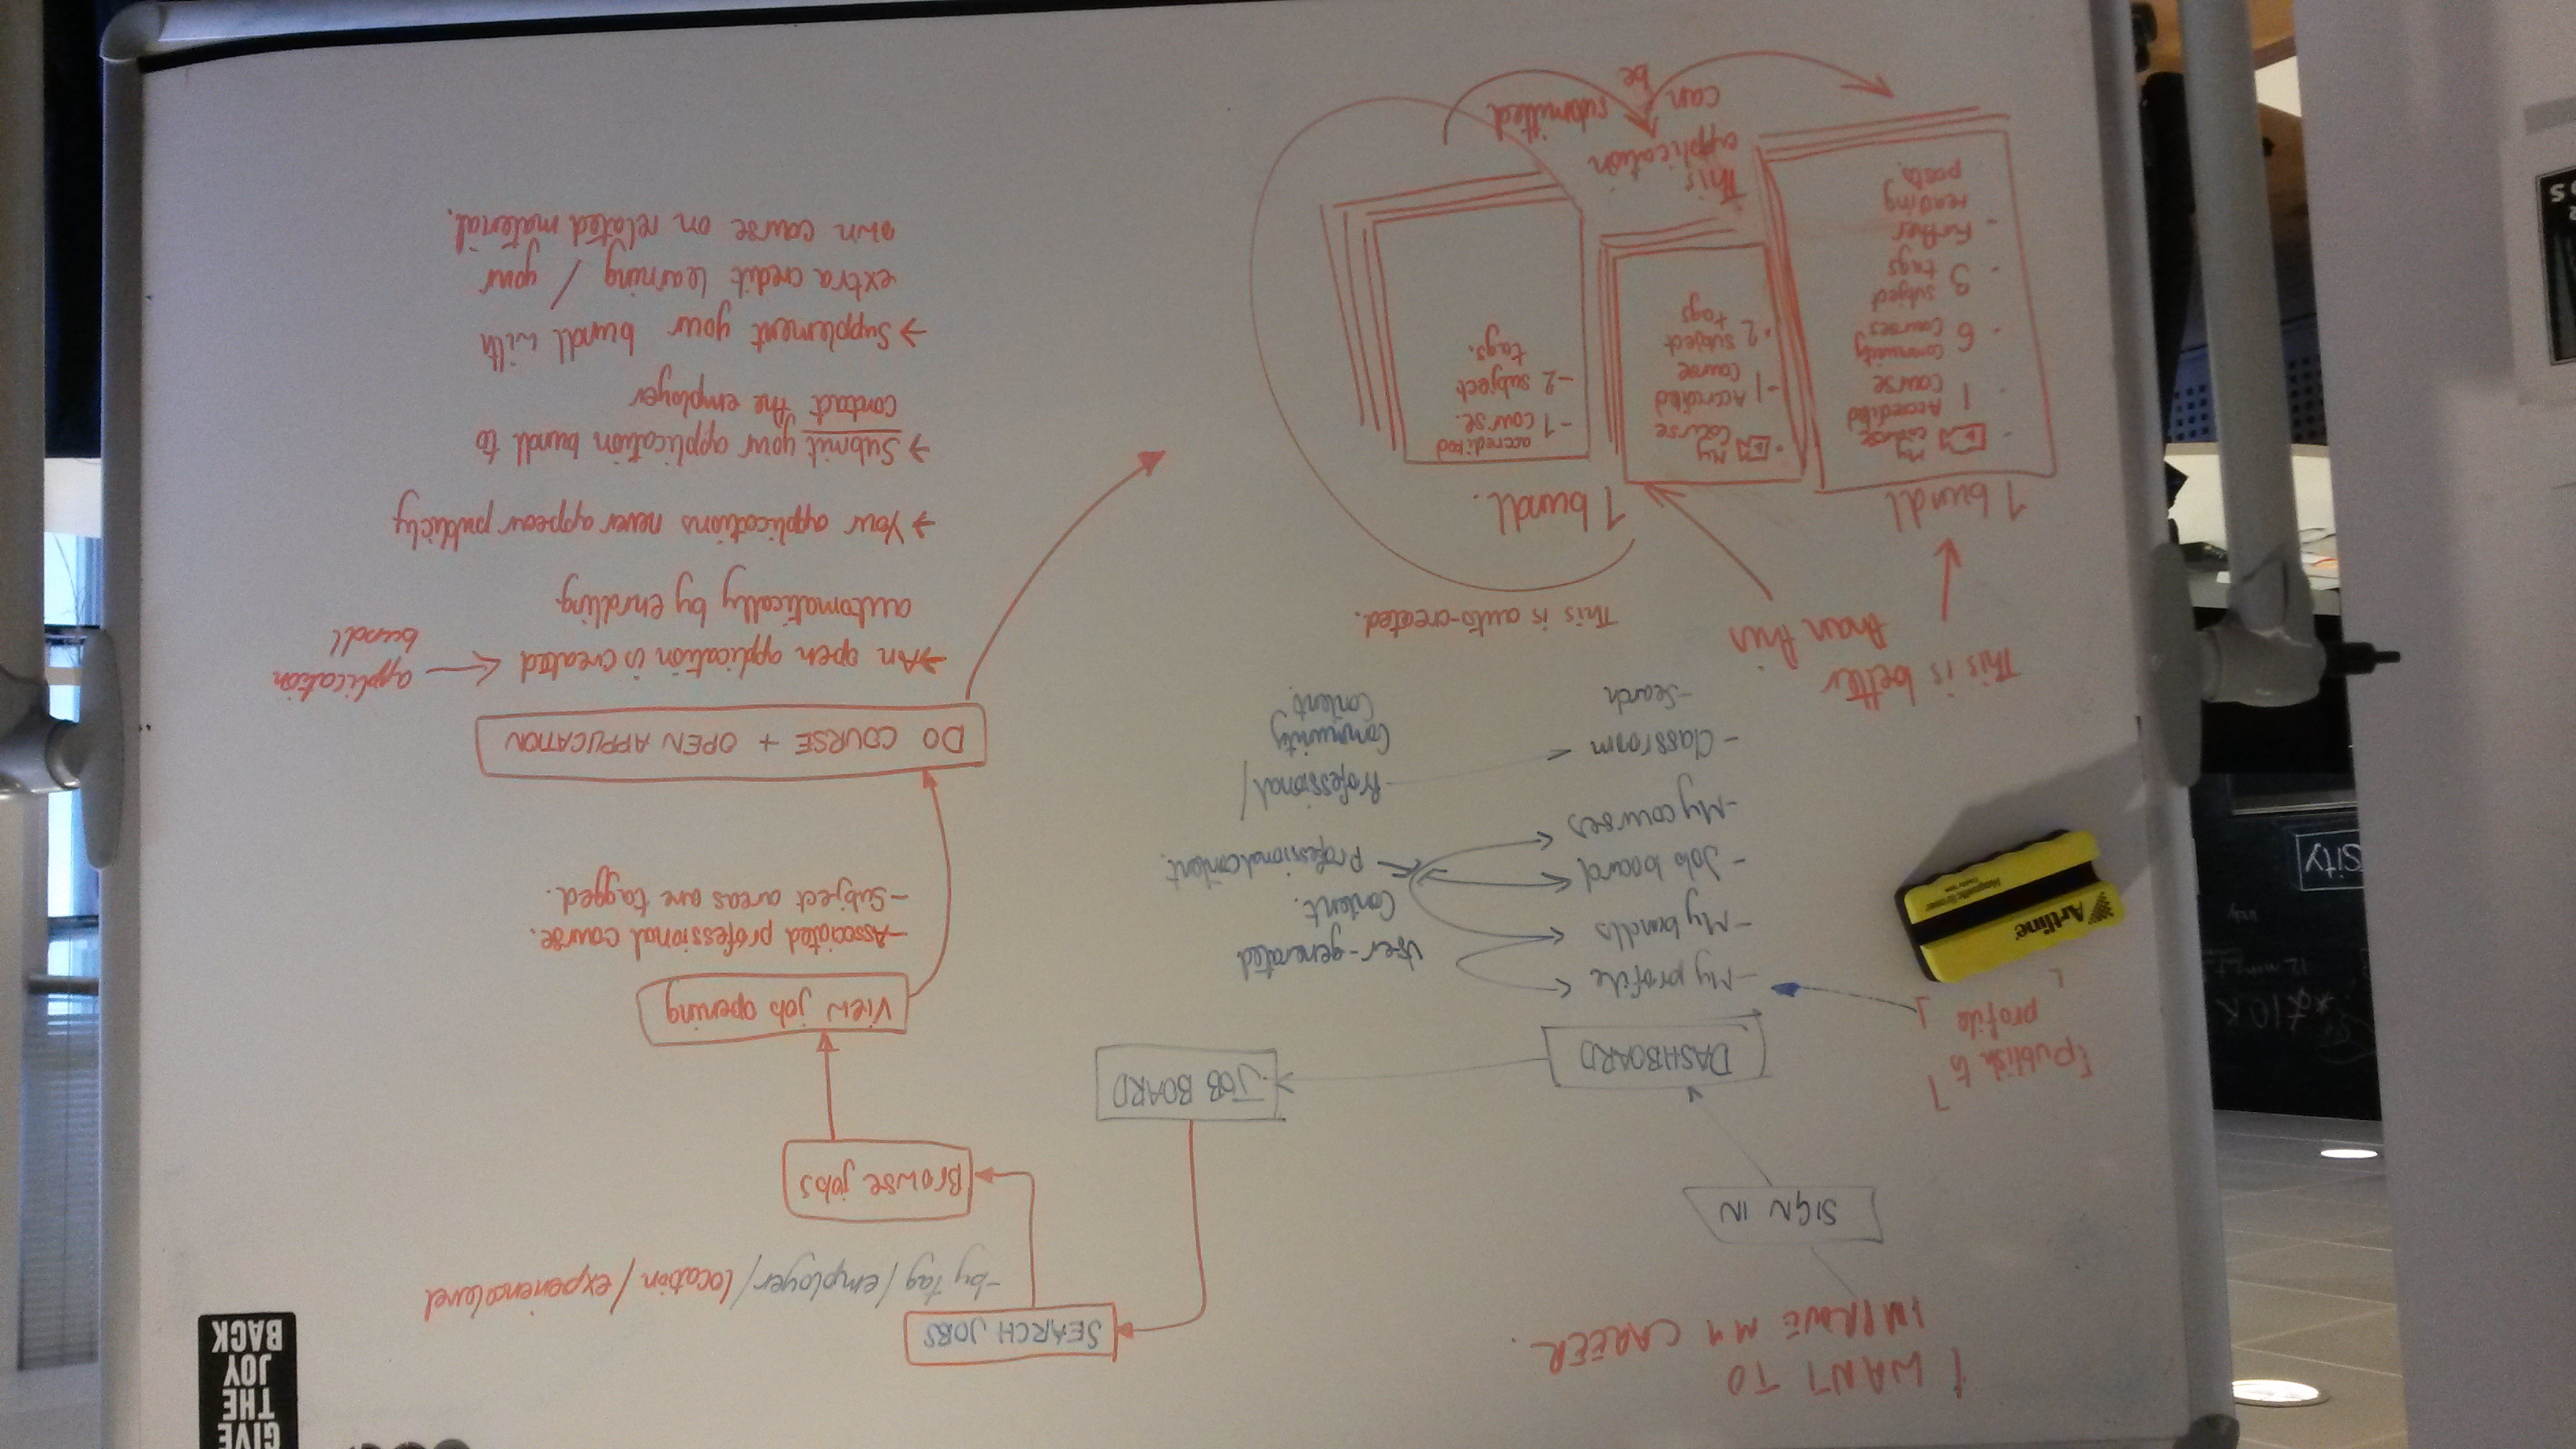 I WANT TO
IMPROVE MY CAREER.
SIGN IN
[publish to
profile]
DASHBOARD
- My profile
- My bundls
- Job board
- My courses
- Classroom
- Search
User-generated
Content.
Professional content.
Professional/
Community
Content.
JOB BOARD
SEARCH JOBS
- by tag / employer / location / experience level
Browse jobs
View job opening
- Associated professional course.
- Subject areas are tagged.
DO COURSE + OPEN APPLICATION
→ An open application is created
automatically by enrolling.
← application
bundl
→ Your applications never appear publicly.
→ Submit your application bundl to
contact the employer
→ Supplement your bundl with
extra credit learning / your
own course on related material.
This is better
than this
This is auto-created.
1 bundl
- My
course
- 1 Accredited
Course
- 6 Community
Courses
- 3 subject
tags
- Further
reading
posts
- My
Course
- 1 Accredited
Course
- 2 subject
tags
1 bundl.
- 1 accredited
course.
- 2 subject
tags.
This
application
can be submitted
Artline
Magnetic Eraser
GIVE
THE
JOY
BACK
*£10K
sity